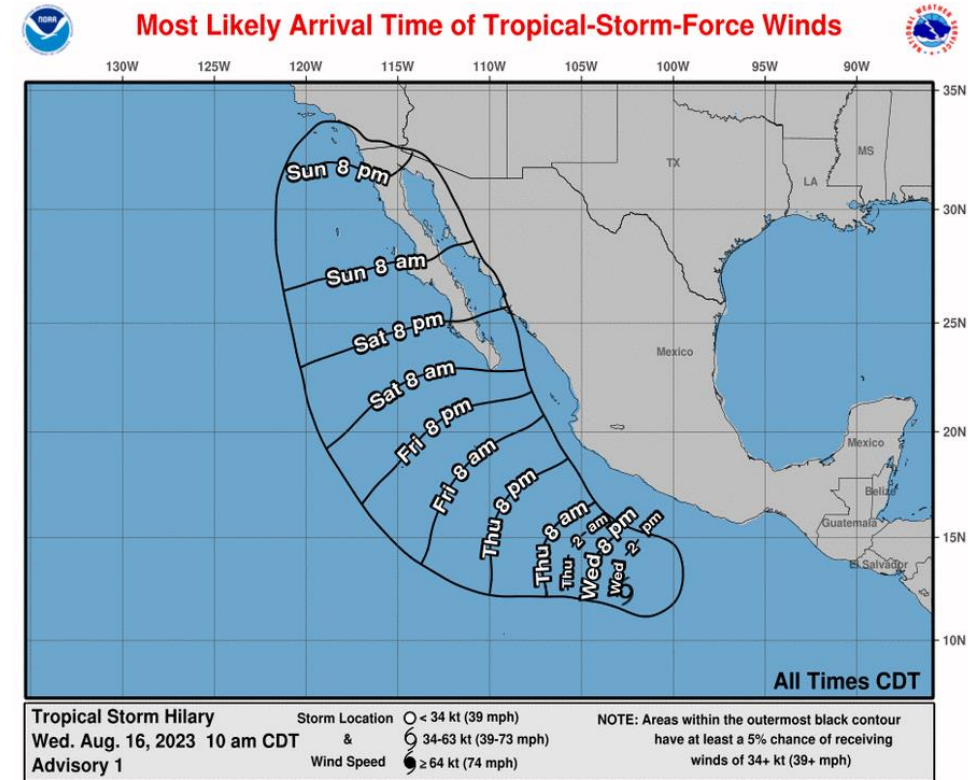 NOAA
Most Likely Arrival Time of Tropical-Storm-Force Winds
NATIONAL WEATHER SERVICE
130W 125W 120W 115W 110W 105W 100W 95W 90W
35N
30N
25N
20N
15N
10N
TX
MS
LA
Mexico
Mexico
Belize
Guatemala
El Salvador
Sun 8 pm
Sun 8 am
Sat 8 pm
Sat 8 am
Fri 8 pm
Fri 8 am
Thu 8 pm
Thu 8 am
Thu 2 am
Wed 8 pm
Wed 2 pm
All Times CDT
Tropical Storm Hilary
Wed. Aug. 16, 2023 10 am CDT
Advisory 1
Storm Location
&
Wind Speed
< 34 kt (39 mph)
34-63 kt (39-73 mph)
≥ 64 kt (74 mph)
NOTE: Areas within the outermost black contour
have at least a 5% chance of receiving
winds of 34+ kt (39+ mph)